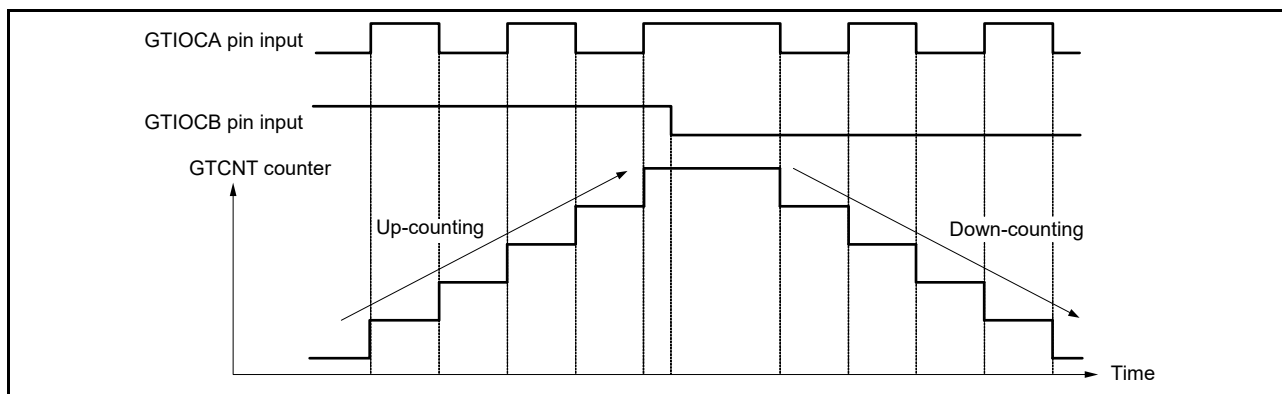 GTIOCA pin input
GTIOCB pin input
GTCNT counter
Up-counting
Down-counting
Time